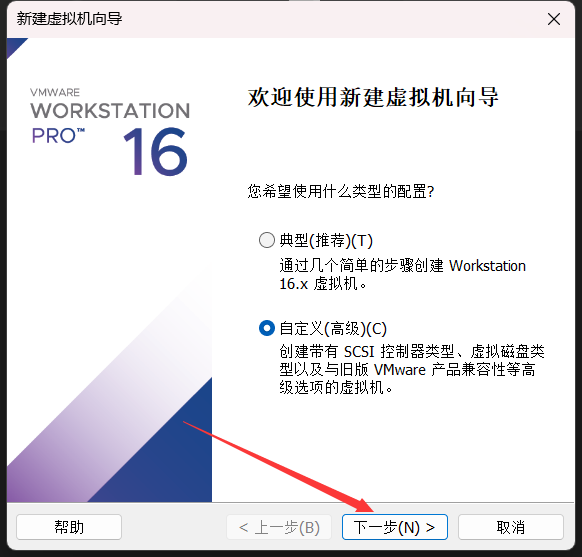 新建虚拟机向导
VMWARE
WORKSTATION
PRO™ 16
欢迎使用新建虚拟机向导
您希望使用什么类型的配置?
典型(推荐)(T)
通过几个简单的步骤创建 Workstation
16.x 虚拟机。
自定义(高级)(C)
创建带有 SCSI 控制器类型、虚拟磁盘类
型以及与旧版 VMware 产品兼容性等高
级选项的虚拟机。
帮助
< 上一步(B)
下一步(N) >
取消